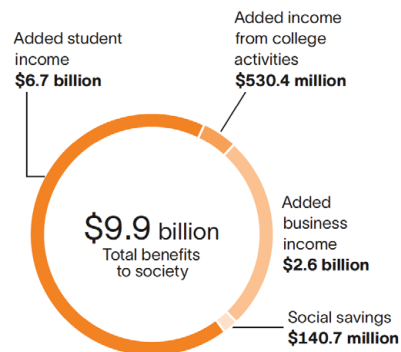 Added student
income
$6.7 billion
Added income
from college
activities
$530.4 million
$9.9 billion
Total benefits
to society
Added
business
income
$2.6 billion
Social savings
$140.7 million